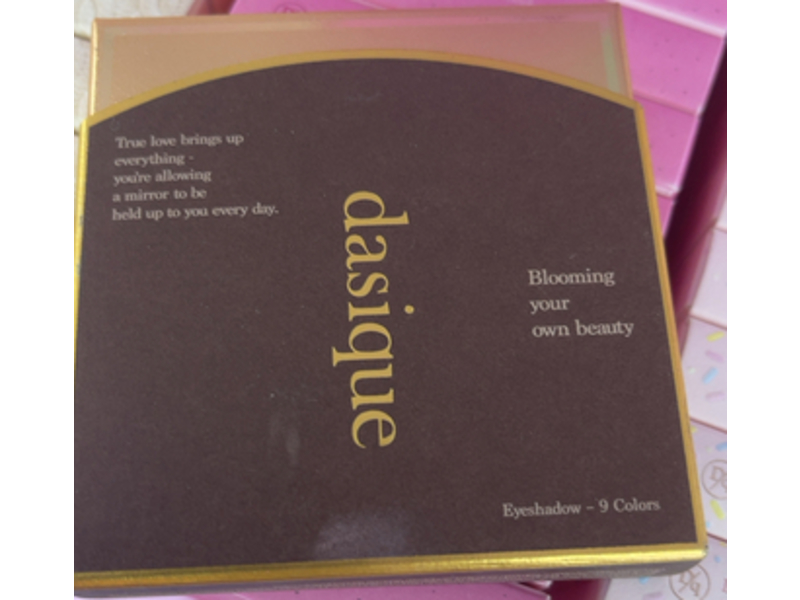 True love brings up
everything -
you're allowing
a mirror to be
held up to you every day.
dasique
Blooming
your
own beauty
Eyeshadow - 9 Colors